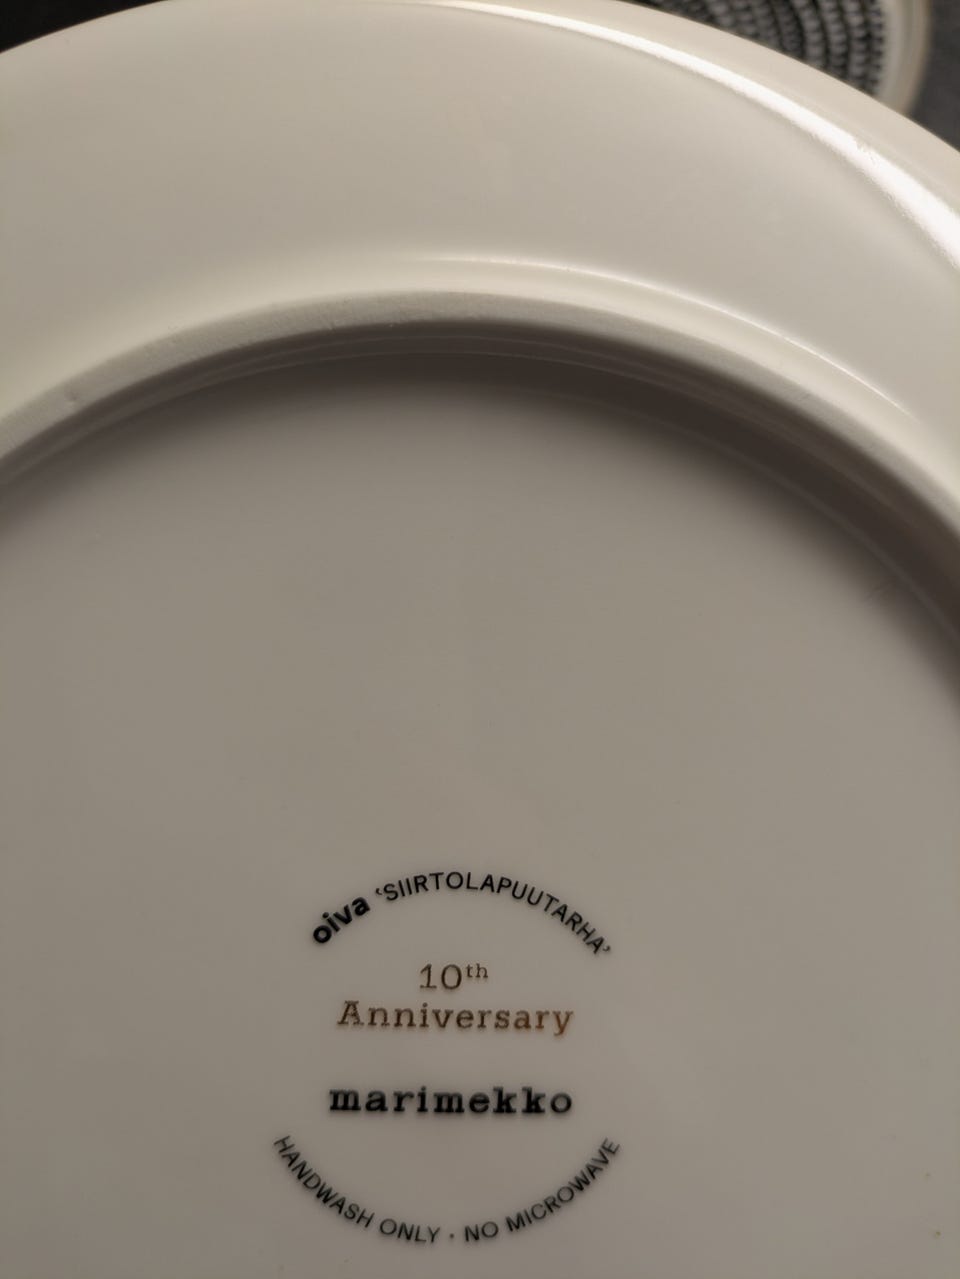 oiva ‘SIIRTOLAPUUTARHA’
10th
Anniversary
marimekko
HANDWASH ONLY · NO MICROWAVE